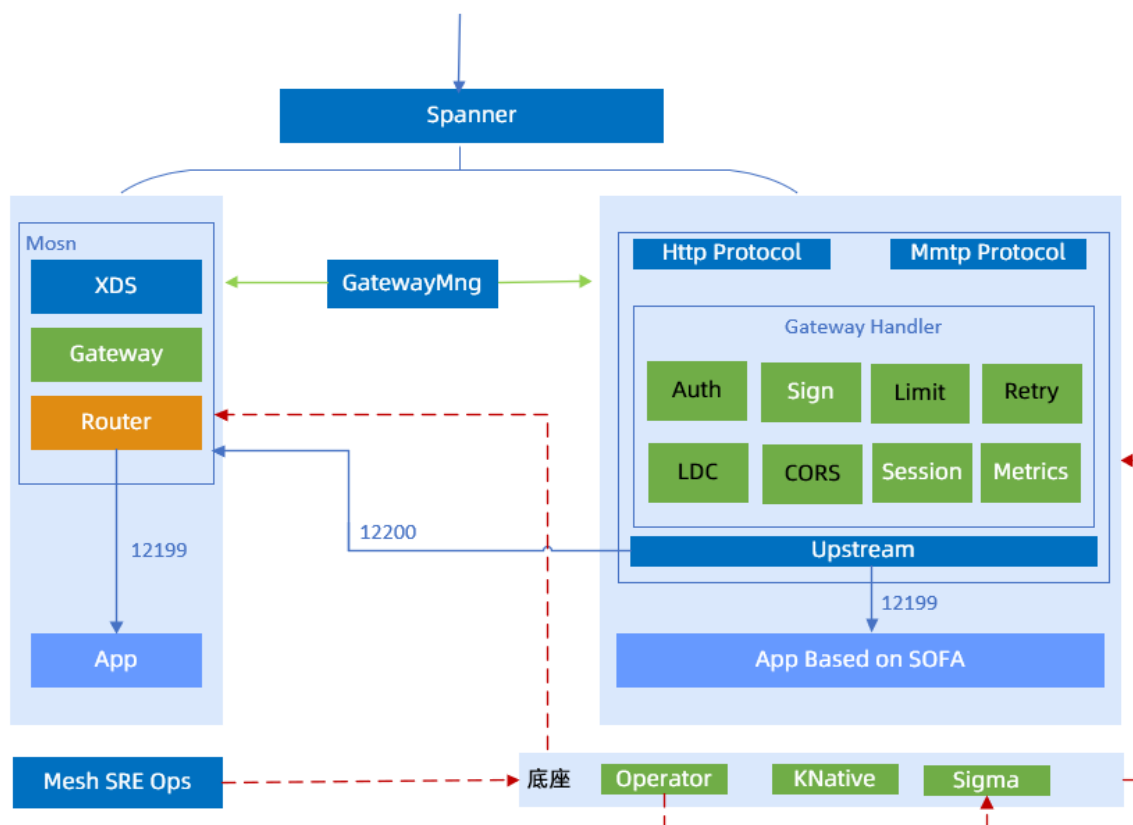 Spanner
Mosn
XDS
Gateway
Router
12199
App
GatewayMng
12200
Http Protocol
Mmtp Protocol
Gateway Handler
Auth
Sign
Limit
Retry
LDC
CORS
Session
Metrics
Upstream
12199
App Based on SOFA
Mesh SRE Ops
底座
Operator
KNative
Sigma